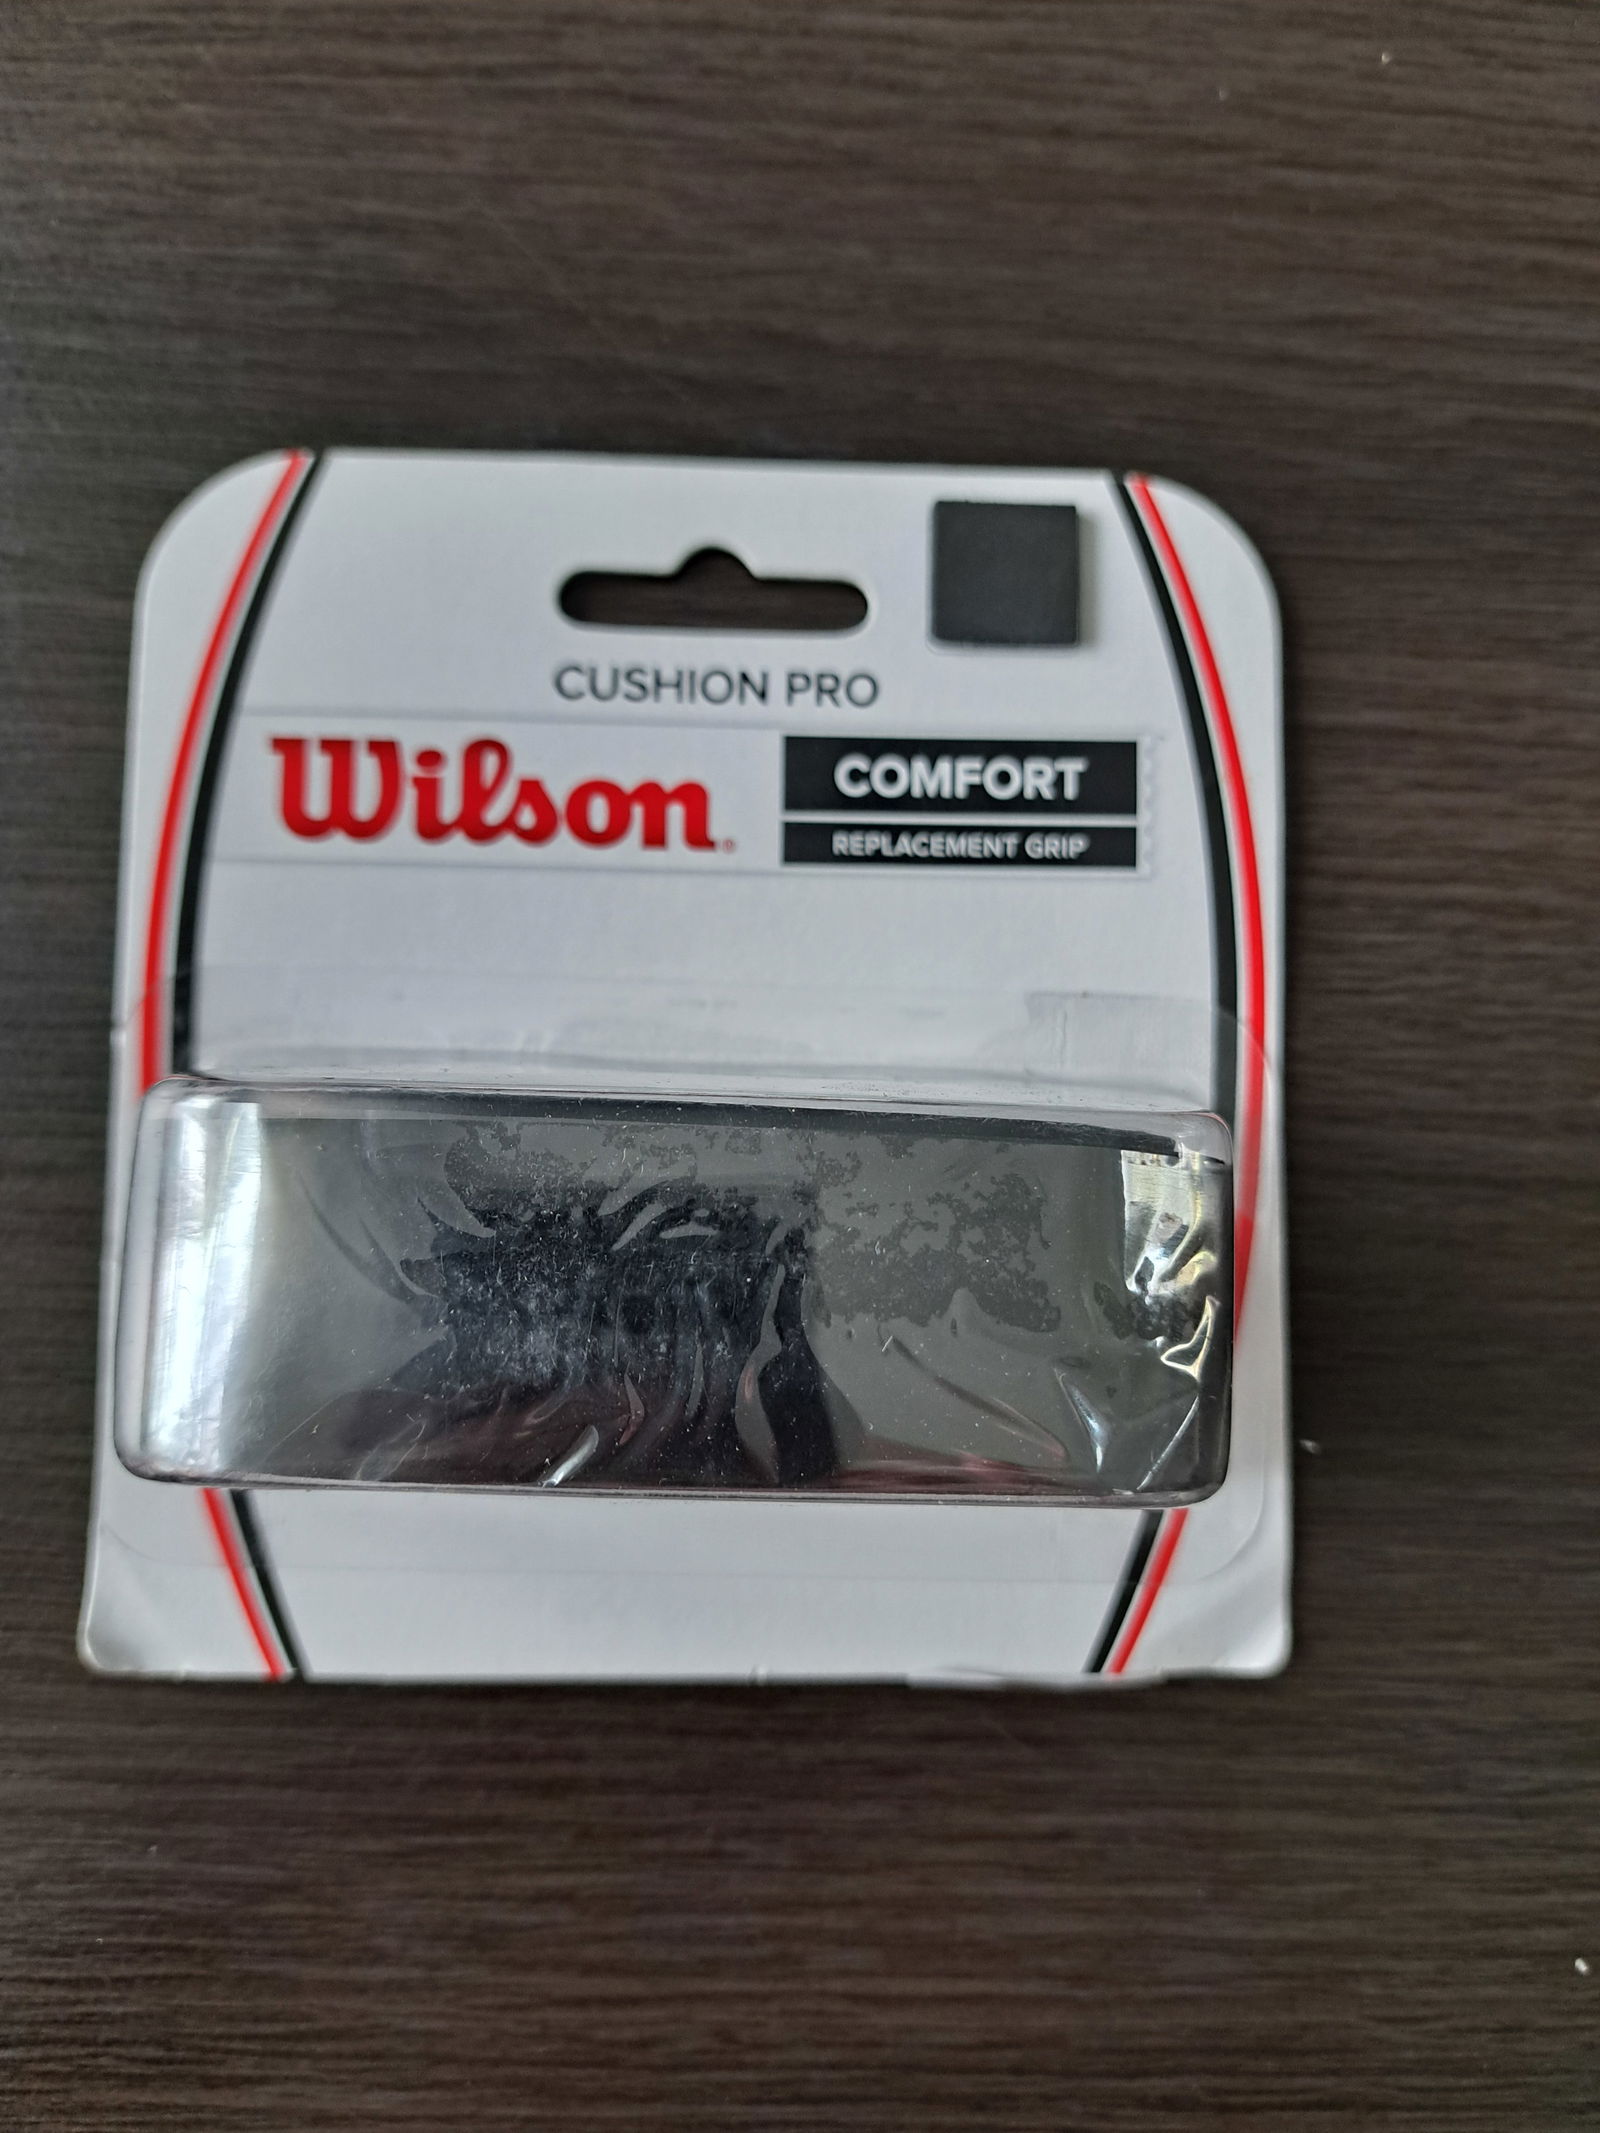 CUSHION PRO
Wilson®
COMFORT
REPLACEMENT GRIP